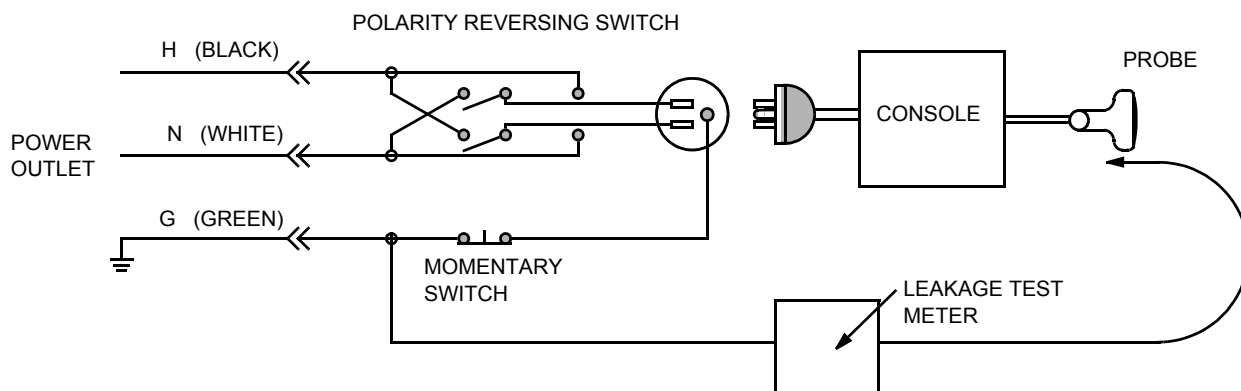 POLARITY REVERSING SWITCH
H (BLACK)
PROBE
CONSOLE
N (WHITE)
POWER
OUTLET
G (GREEN)
MOMENTARY
SWITCH
LEAKAGE TEST
METER